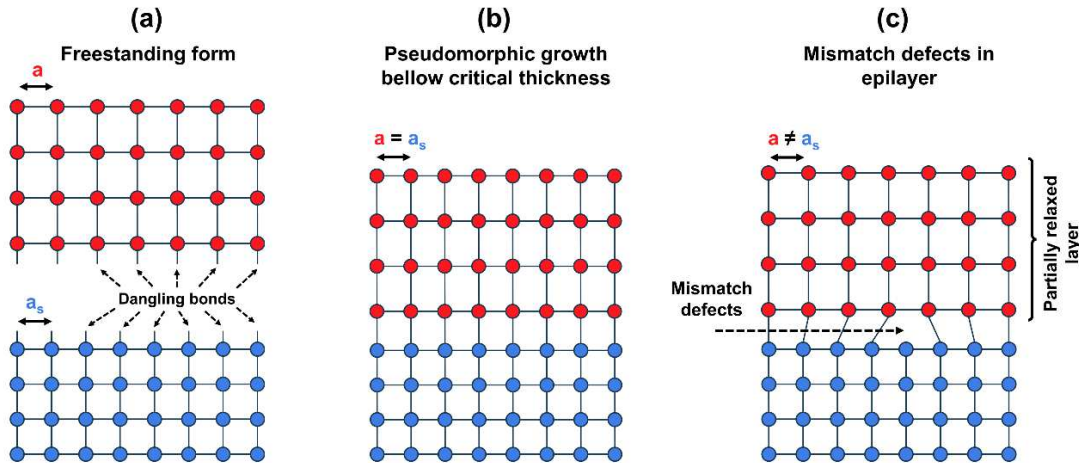 (a)
Freestanding form
a
Dangling bonds
aₛ
(b)
Pseudomorphic growth
bellow critical thickness
a = aₛ
(c)
Mismatch defects in
epilayer
a ≠ aₛ
Mismatch
defects
Partially relaxed
layer